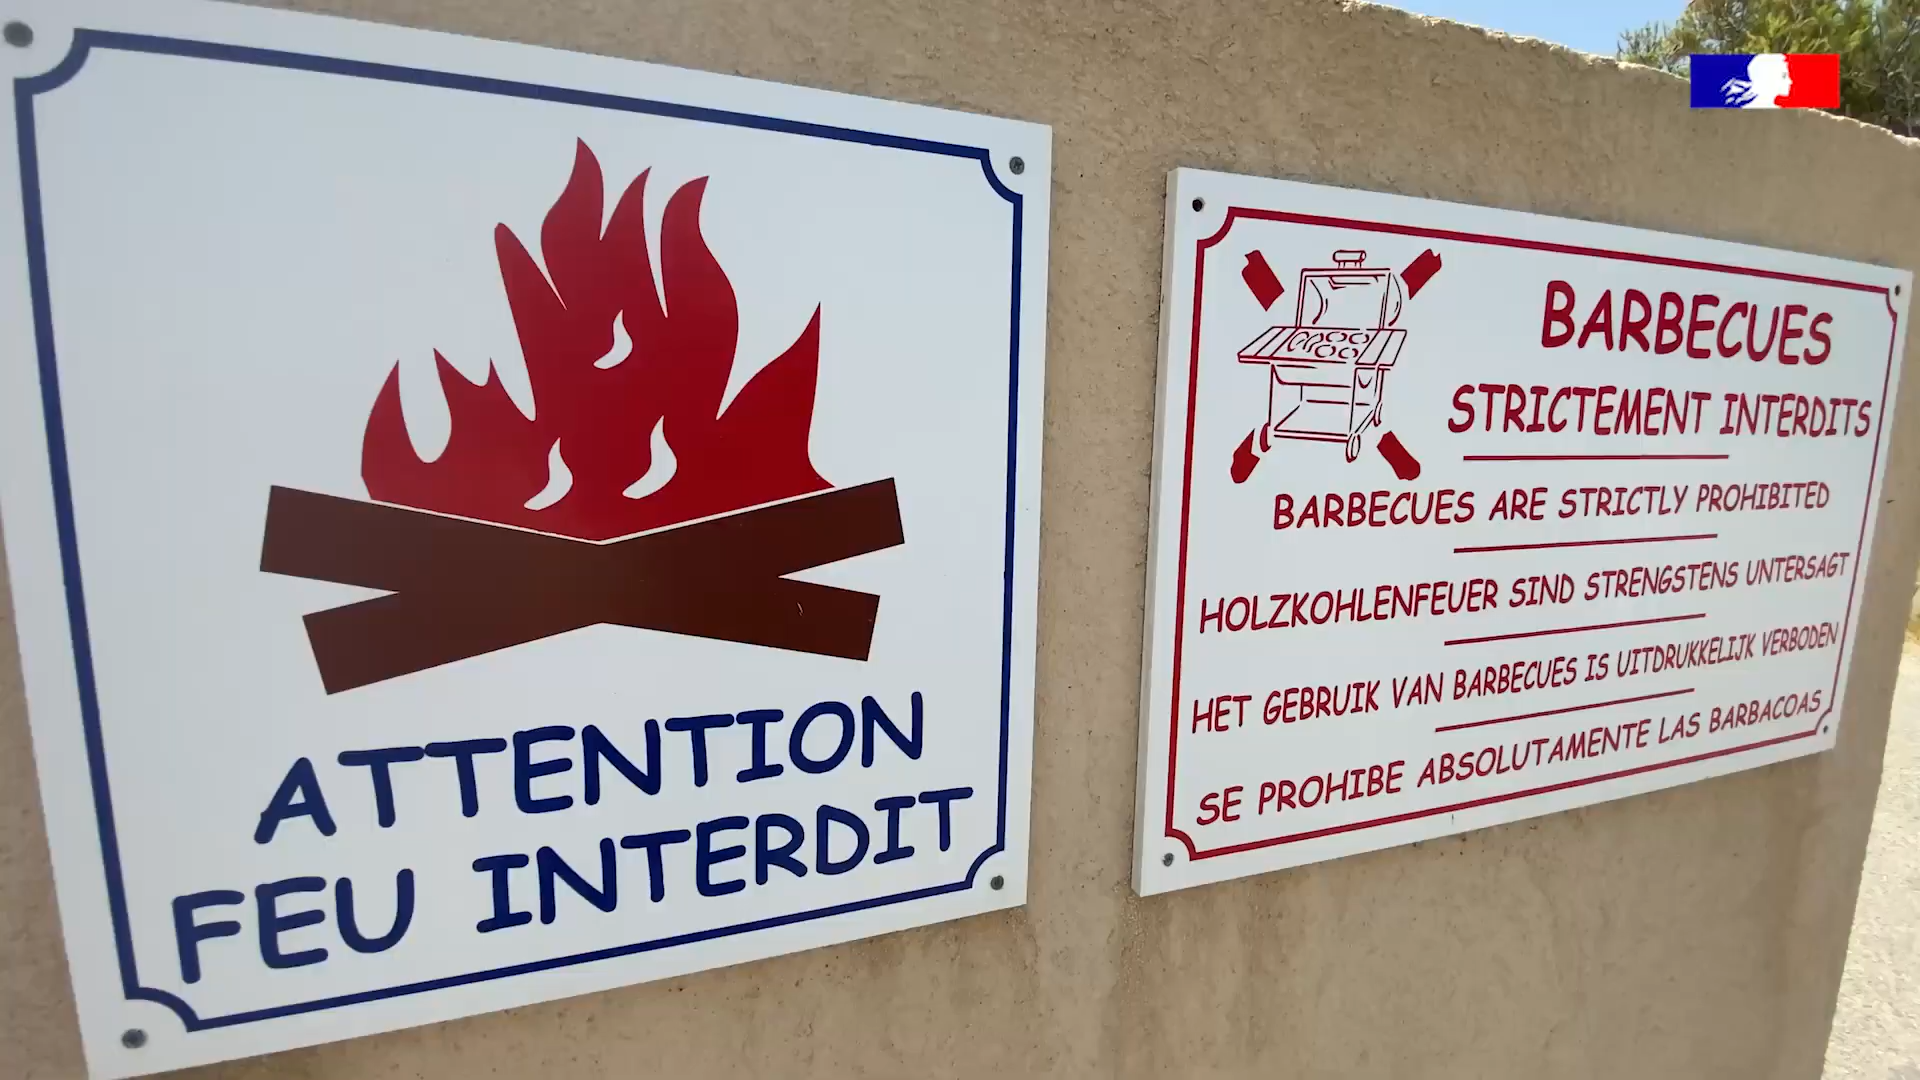 ATTENTION
FEU INTERDIT
BARBECUES
STRICTEMENT INTERDITS
BARBECUES ARE STRICTLY PROHIBITED
HOLZKOHLENFEUER SIND STRENGSTENS UNTERSAGT
HET GEBRUIK VAN BARBECUES IS UITDRUKKELIJK VERBODEN
SE PROHIBE ABSOLUTAMENTE LAS BARBACOAS